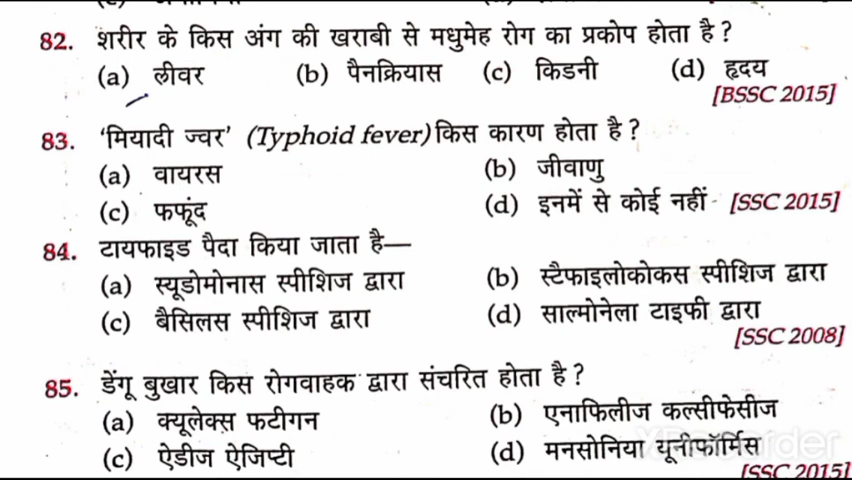 82. शरीर के किस अंग की खराबी से मधुमेह रोग का प्रकोप होता है ?
(a) लीवर (b) पैनक्रियास (c) किडनी (d) हृदय
[BSSC 2015]
83. ‘मियादी ज्वर’ (Typhoid fever) किस कारण होता है ?
(a) वायरस (b) जीवाणु
(c) फफूंद (d) इनमें से कोई नहीं [SSC 2015]
84. टायफाइड पैदा किया जाता है—
(a) स्यूडोमोनास स्पीशिज द्वारा (b) स्टैफाइलोकोकस स्पीशिज द्वारा
(c) बैसिलस स्पीशिज द्वारा (d) साल्मोनेला टाइफी द्वारा
[SSC 2008]
85. डेंगू बुखार किस रोगवाहक द्वारा संचरित होता है ?
(a) क्यूलेक्स फटीगन (b) एनाफिलीज कल्सीफेसीज
(c) ऐडीज ऐजिप्टी (d) मनसोनिया यूनीफॉर्मिस
[SSC 2015]